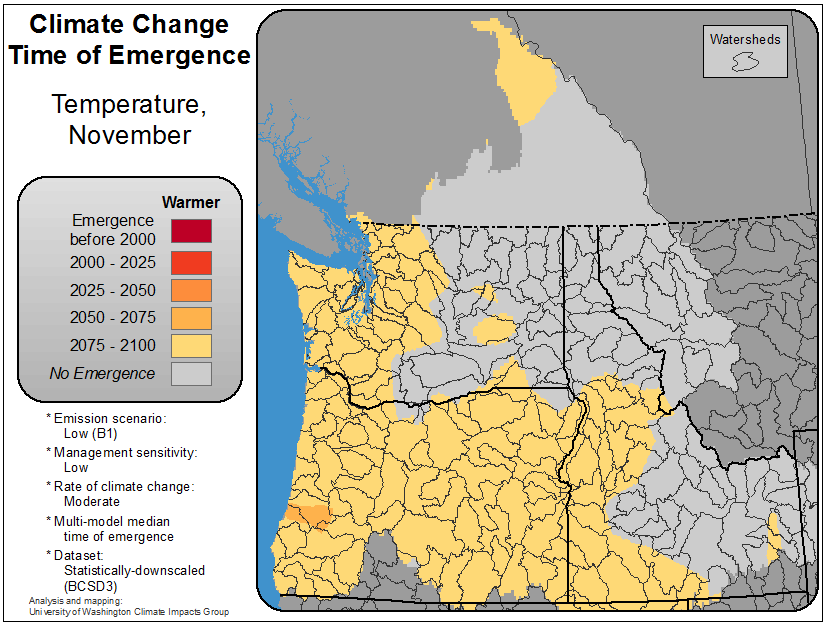 Climate Change
Time of Emergence
Temperature,
November
Warmer
Emergence
before 2000
2000 - 2025
2025 - 2050
2050 - 2075
2075 - 2100
No Emergence
* Emission scenario:
Low (B1)
* Management sensitivity:
Low
* Rate of climate change:
Moderate
* Multi-model median
time of emergence
* Dataset:
Statistically-downscaled
(BCSD3)
Analysis and mapping:
University of Washington Climate Impacts Group
Watersheds